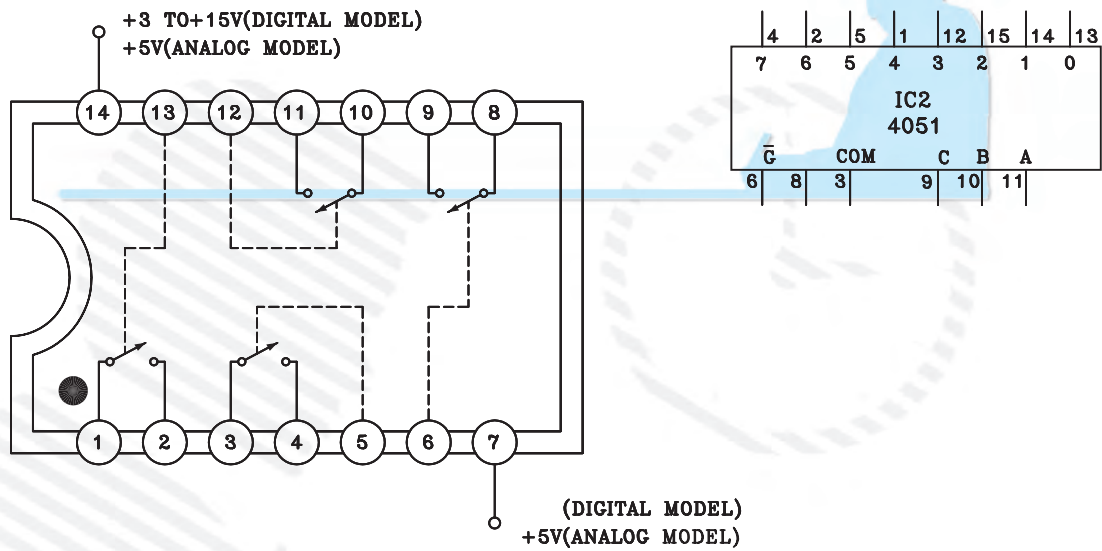 +3 TO+15V(DIGITAL MODEL)
+5V(ANALOG MODEL)
14 13 12 11 10 9 8
1 2 3 4 5 6 7
(DIGITAL MODEL)
+5V(ANALOG MODEL)
4 2 5 1 12 15 14 13
7 6 5 4 3 2 1 0
IC2
4051
G̅ COM C B A
6 8 3 9 10 11